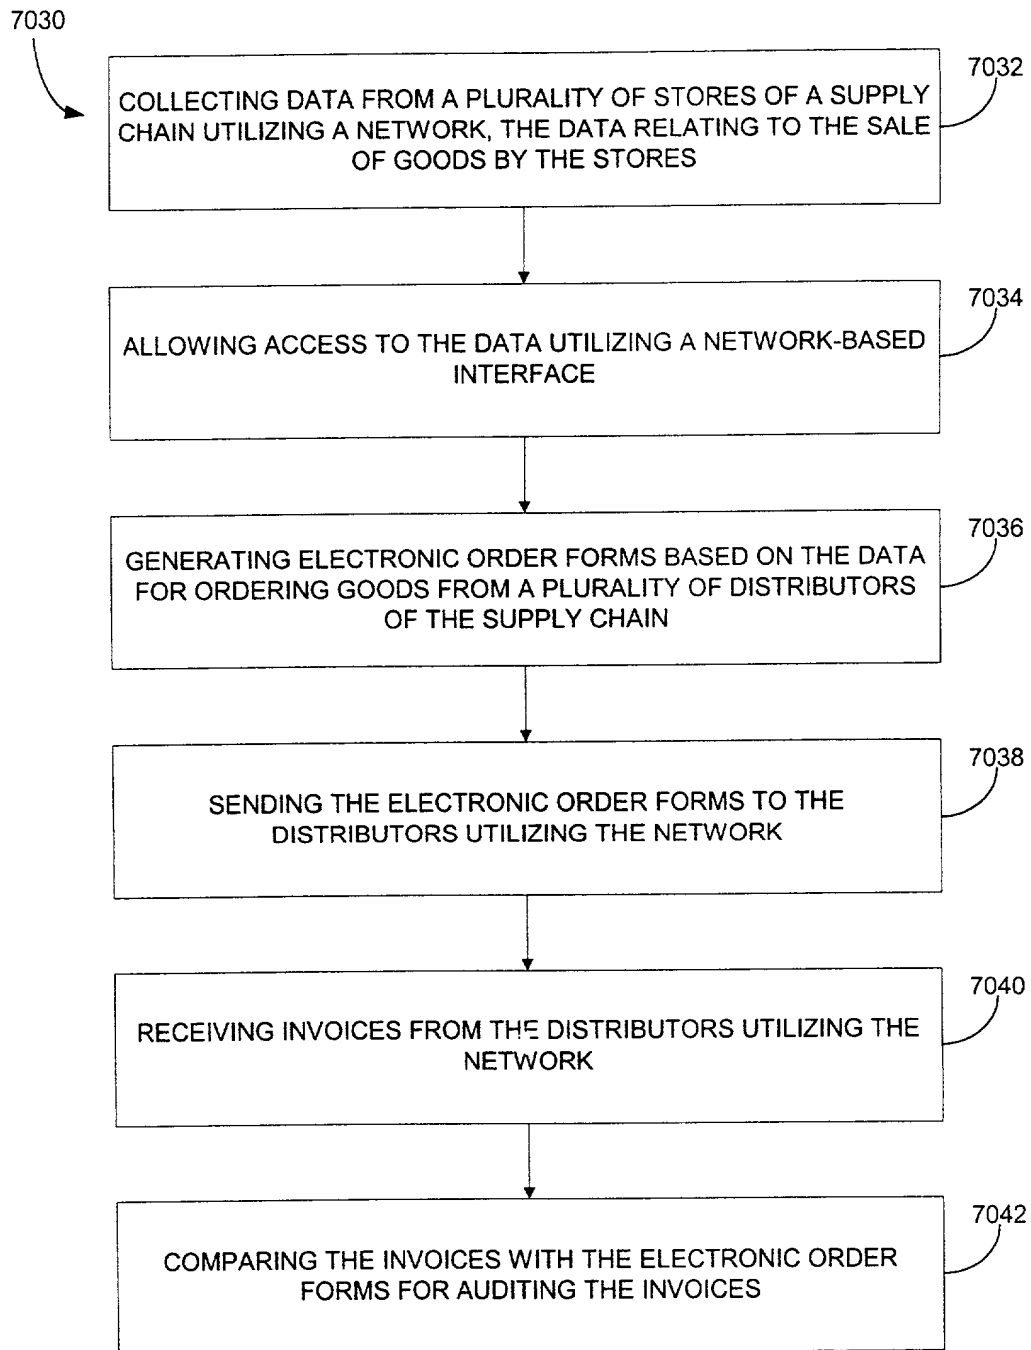 7030
7032
COLLECTING DATA FROM A PLURALITY OF STORES OF A SUPPLY
CHAIN UTILIZING A NETWORK, THE DATA RELATING TO THE SALE
OF GOODS BY THE STORES
7034
ALLOWING ACCESS TO THE DATA UTILIZING A NETWORK-BASED
INTERFACE
7036
GENERATING ELECTRONIC ORDER FORMS BASED ON THE DATA
FOR ORDERING GOODS FROM A PLURALITY OF DISTRIBUTORS
OF THE SUPPLY CHAIN
7038
SENDING THE ELECTRONIC ORDER FORMS TO THE
DISTRIBUTORS UTILIZING THE NETWORK
7040
RECEIVING INVOICES FROM THE DISTRIBUTORS UTILIZING THE
NETWORK
7042
COMPARING THE INVOICES WITH THE ELECTRONIC ORDER
FORMS FOR AUDITING THE INVOICES